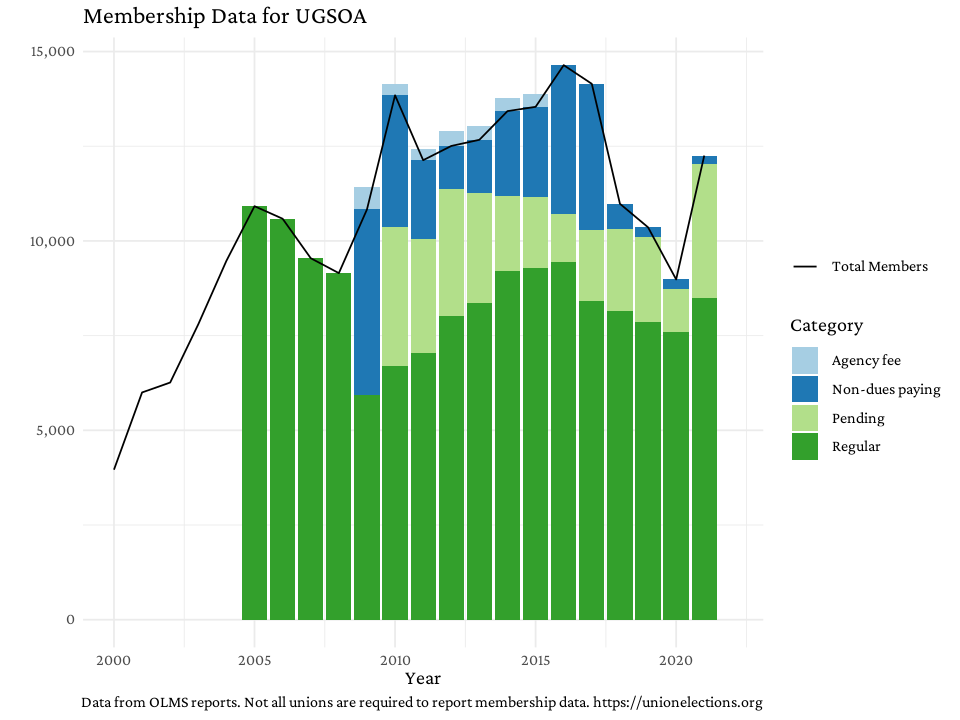 Membership Data for UGSOA
15,000
10,000
5,000
0
2000 2005 2010 2015 2020
Year
Total Members
Category
Agency fee
Non-dues paying
Pending
Regular
Data from OLMS reports. Not all unions are required to report membership data. https://unionelections.org